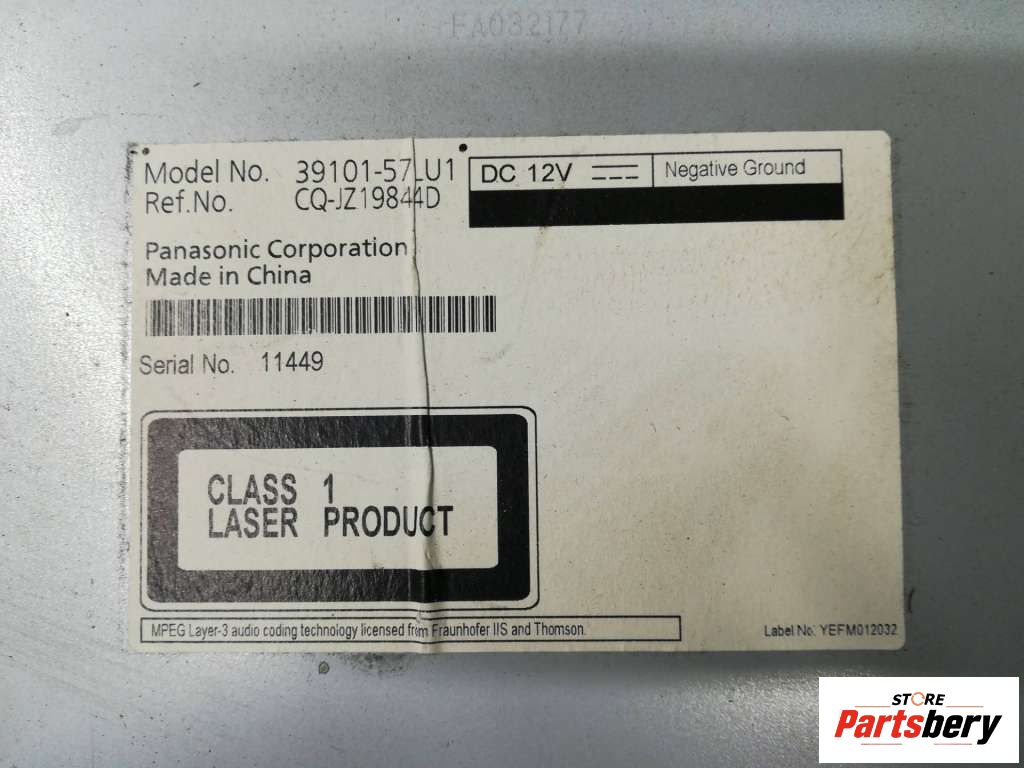 FA032177
Model No. 39101-57LU1
Ref.No. CQ-JZ19844D
DC 12V
Negative Ground
Panasonic Corporation
Made in China
Serial No. 11449
CLASS 1
LASER PRODUCT
MPEG Layer-3 audio coding technology licensed from Fraunhofer IIS and Thomson.
Label No: YEFM012032
STORE
Partsbery